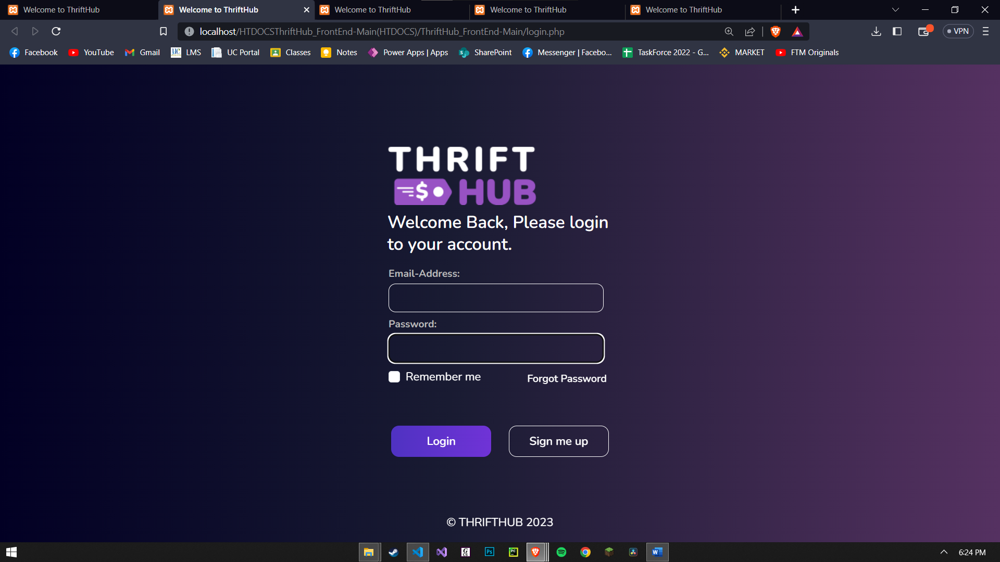 Welcome to ThriftHub
Welcome to ThriftHub
Welcome to ThriftHub
Welcome to ThriftHub
Welcome to ThriftHub
localhost/HTDOCSThriftHub_FrontEnd-Main(HTDOCS)/ThriftHub_FrontEnd-Main/login.php
VPN
Facebook
YouTube
Gmail
LMS
UC Portal
Classes
Notes
Power Apps | Apps
SharePoint
Messenger | Facebo...
TaskForce 2022 - G...
MARKET
FTM Originals
THRIFT
$ HUB
Welcome Back, Please login
to your account.
Email-Address:
Password:
Remember me
Forgot Password
Login
Sign me up
© THRIFTHUB 2023
6:24 PM